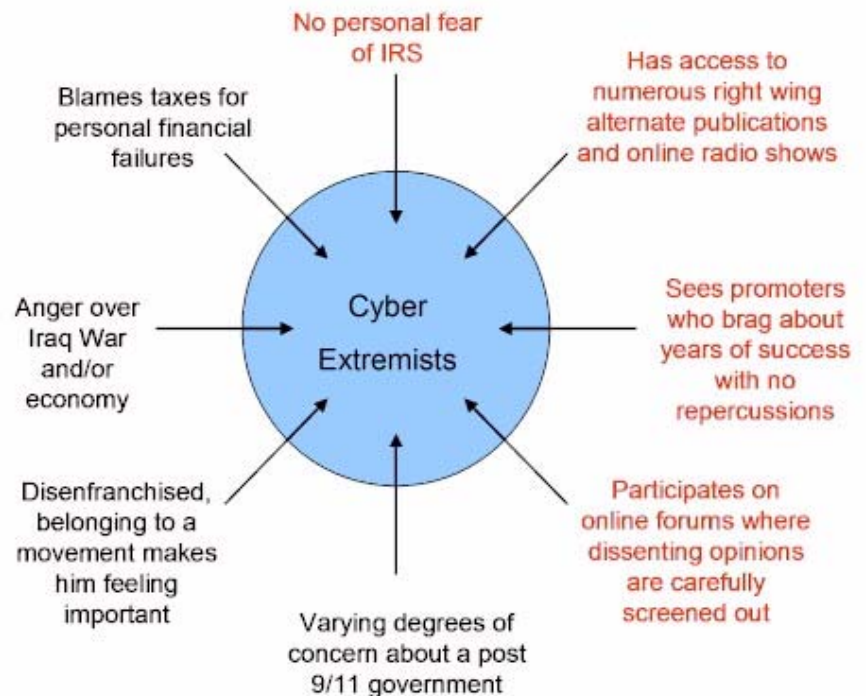 No personal fear
of IRS
Has access to
numerous right wing
alternate publications
and online radio shows
Blames taxes for
personal financial
failures
Cyber
Extremists
Anger over
Iraq War
and/or
economy
Sees promoters
who brag about
years of success
with no
repercussions
Disenfranchised,
belonging to a
movement makes
him feeling
important
Participates on
online forums where
dissenting opinions
are carefully
screened out
Varying degrees of
concern about a post
9/11 government